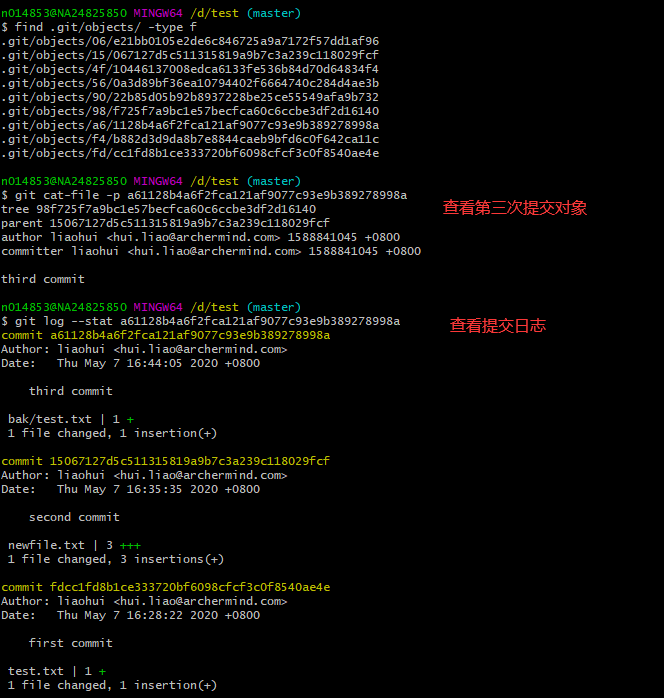 n014853@NA24825850 MINGW64 /d/test (master)
$ find .git/objects/ -type f
.git/objects/06/e21bb0105e2de6c846725a9a7172f57dd1af96
.git/objects/15/067127d5c511315819a9b7c3a239c118029fcf
.git/objects/4f/10446137008edca6133fe536b84d70d64834f4
.git/objects/56/0a3d89bf36ea10794402f6664740c284d4ae3b
.git/objects/90/22b85d05b92b8937228be25ce55549afa9b732
.git/objects/98/f725f7a9bc1e57becfca60c6ccbe3df2d16140
.git/objects/a6/1128b4a6f2fca121af9077c93e9b389278998a
.git/objects/f4/b882d3d9da8b7e8844caeb9bfd6c0f642ca11c
.git/objects/fd/cc1fd8b1ce333720bf6098cfcf3c0f8540ae4e
n014853@NA24825850 MINGW64 /d/test (master)
$ git cat-file -p a61128b4a6f2fca121af9077c93e9b389278998a
tree 98f725f7a9bc1e57becfca60c6ccbe3df2d16140
查看第三次提交对象
parent 15067127d5c511315819a9b7c3a239c118029fcf
author liaohui <hui.liao@archermind.com> 1588841045 +0800
committer liaohui <hui.liao@archermind.com> 1588841045 +0800
third commit
n014853@NA24825850 MINGW64 /d/test (master)
$ git log --stat a61128b4a6f2fca121af9077c93e9b389278998a
查看提交日志
commit a61128b4a6f2fca121af9077c93e9b389278998a
Author: liaohui <hui.liao@archermind.com>
Date:   Thu May 7 16:44:05 2020 +0800
    third commit
 bak/test.txt | 1 +
 1 file changed, 1 insertion(+)
commit 15067127d5c511315819a9b7c3a239c118029fcf
Author: liaohui <hui.liao@archermind.com>
Date:   Thu May 7 16:35:35 2020 +0800
    second commit
 newfile.txt | 3 +++
 1 file changed, 3 insertions(+)
commit fdcc1fd8b1ce333720bf6098cfcf3c0f8540ae4e
Author: liaohui <hui.liao@archermind.com>
Date:   Thu May 7 16:28:22 2020 +0800
    first commit
 test.txt | 1 +
 1 file changed, 1 insertion(+)